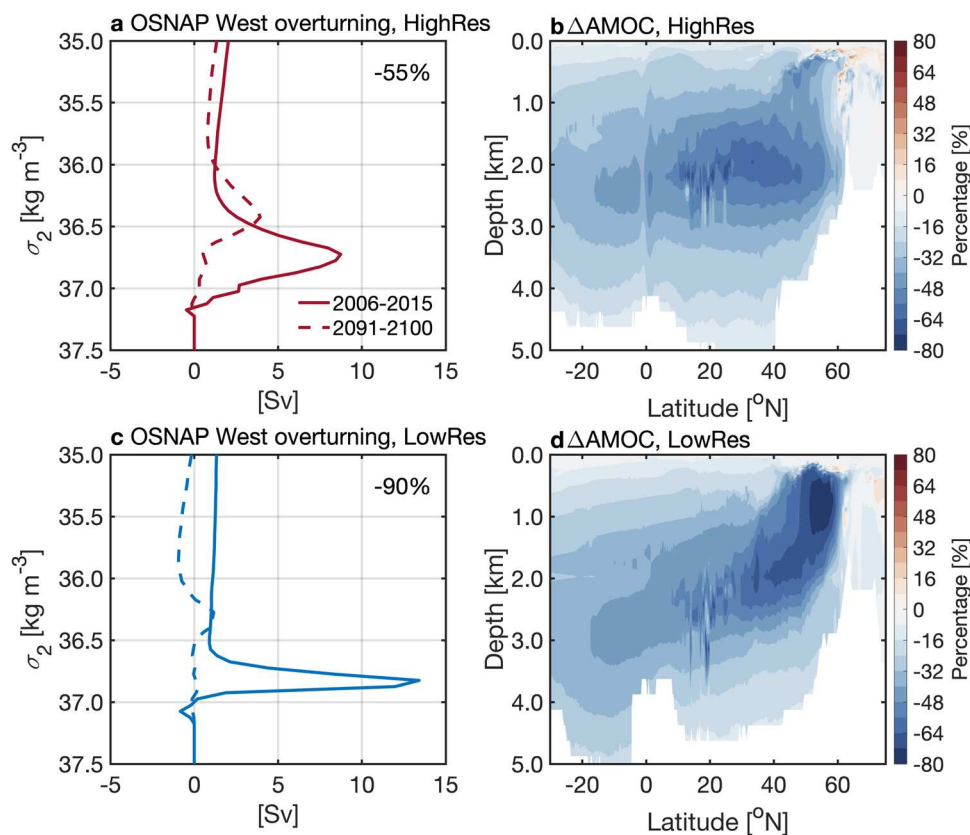 a OSNAP West overturning, HighRes
35.0
35.5
36.0
36.5
37.0
37.5
σ2 [kg m−3]
-55%
2006-2015
2091-2100
-5 0 5 10 15
[Sv]
b ΔAMOC, HighRes
0.0
1.0
2.0
3.0
4.0
5.0
Depth [km]
-20 0 20 40 60
Latitude [oN]
80
64
48
32
16
0
-16
-32
-48
-64
-80
Percentage [%]
c OSNAP West overturning, LowRes
35.0
35.5
36.0
36.5
37.0
37.5
σ2 [kg m−3]
-90%
-5 0 5 10 15
[Sv]
d ΔAMOC, LowRes
0.0
1.0
2.0
3.0
4.0
5.0
Depth [km]
-20 0 20 40 60
Latitude [oN]
80
64
48
32
16
0
-16
-32
-48
-64
-80
Percentage [%]